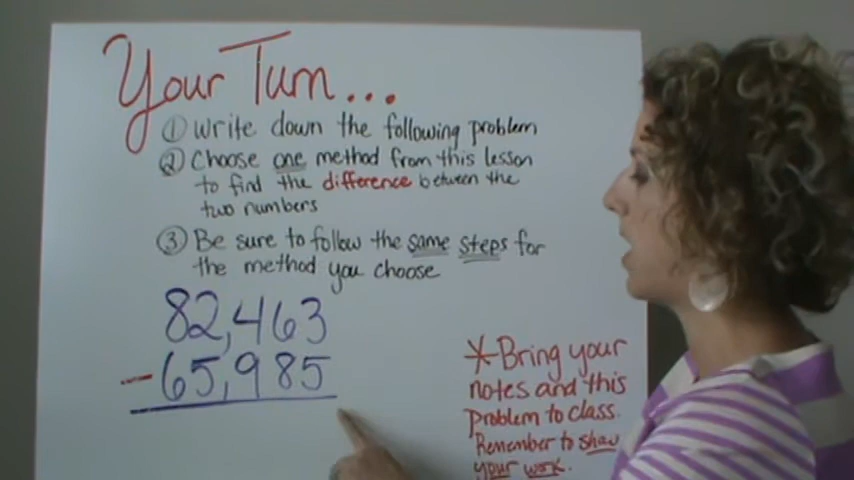 Your Turn...
① Write down the following problem
② Choose one method from this lesson
to find the difference between the
two numbers
③ Be sure to follow the same steps for
the method you choose
82,463
- 65,985
*Bring your
notes and this
problem to class.
Remember to show
your work.